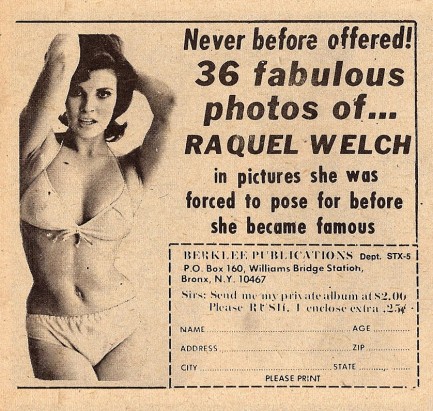 Never before offered!
36 fabulous
photos of...
RAQUEL WELCH
in pictures she was
forced to pose for before
she became famous
BERKLEE PUBLICATIONS Dept. STX-5
P.O. Box 160, Williams Bridge Station,
Bronx, N.Y. 10467
Sirs: Send me my private album at $2.00
Please RUSH, I enclose extra .25¢
NAME AGE
ADDRESS ZIP
CITY STATE
PLEASE PRINT